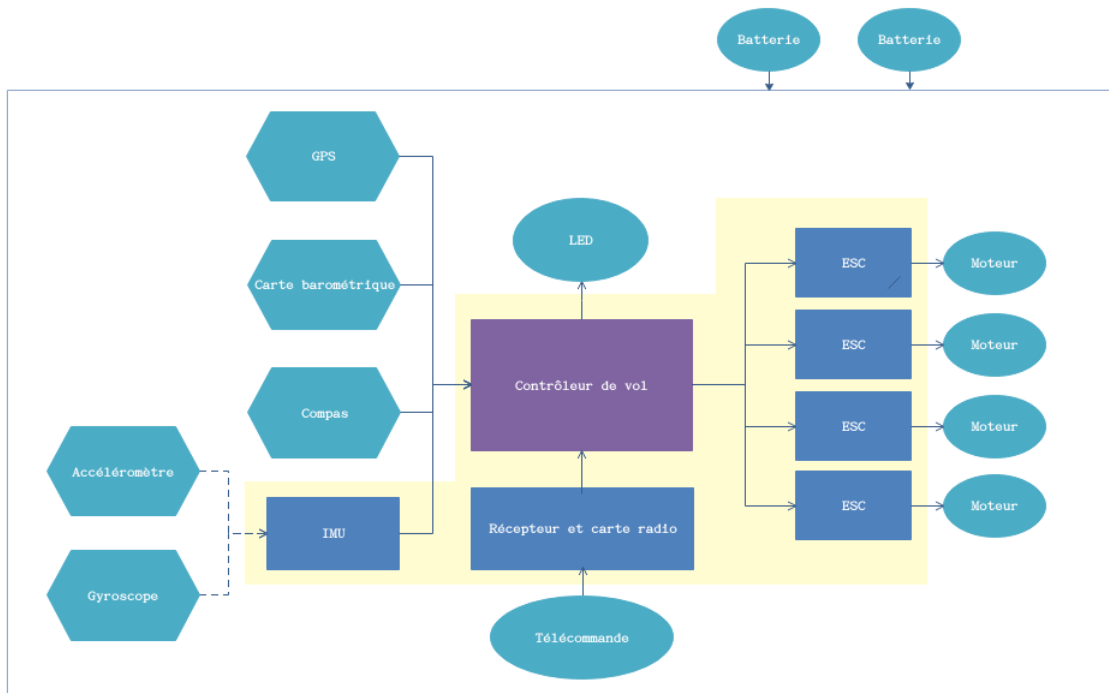 Batterie
Batterie
GPS
LED
ESC
Moteur
Carte barométrique
ESC
Moteur
Contrôleur de vol
Compas
ESC
Moteur
Accéléromètre
ESC
Moteur
IMU
Récepteur et carte radio
Gyroscope
Télécommande